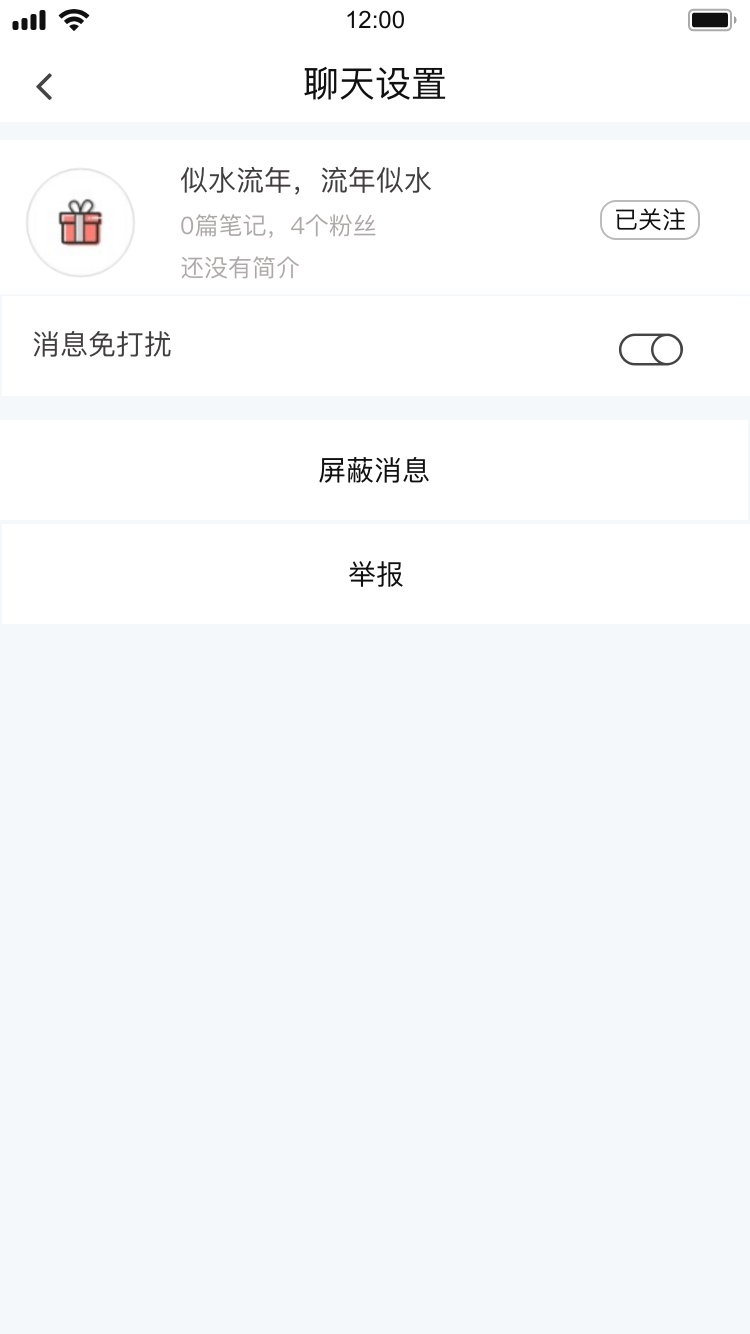 12:00
聊天设置
似水流年，流年似水
0篇笔记，4个粉丝
已关注
还没有简介
消息免打扰
屏蔽消息
举报